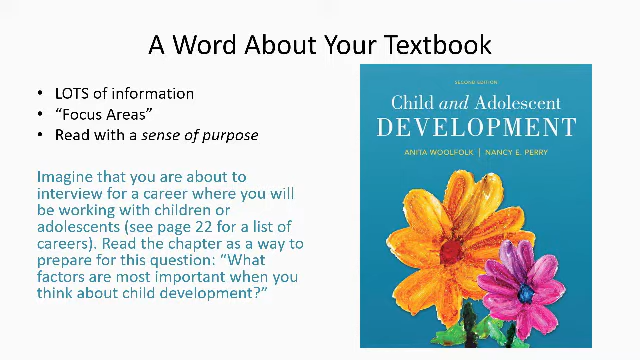 A Word About Your Textbook
• LOTS of information
• “Focus Areas”
• Read with a sense of purpose
Imagine that you are about to
interview for a career where you will
be working with children or
adolescents (see page 22 for a list of
careers). Read the chapter as a way to
prepare for this question: “What
factors are most important when you
think about child development?”
SECOND EDITION
Child and Adolescent
DEVELOPMENT
ANITA WOOLFOLK | NANCY E. PERRY